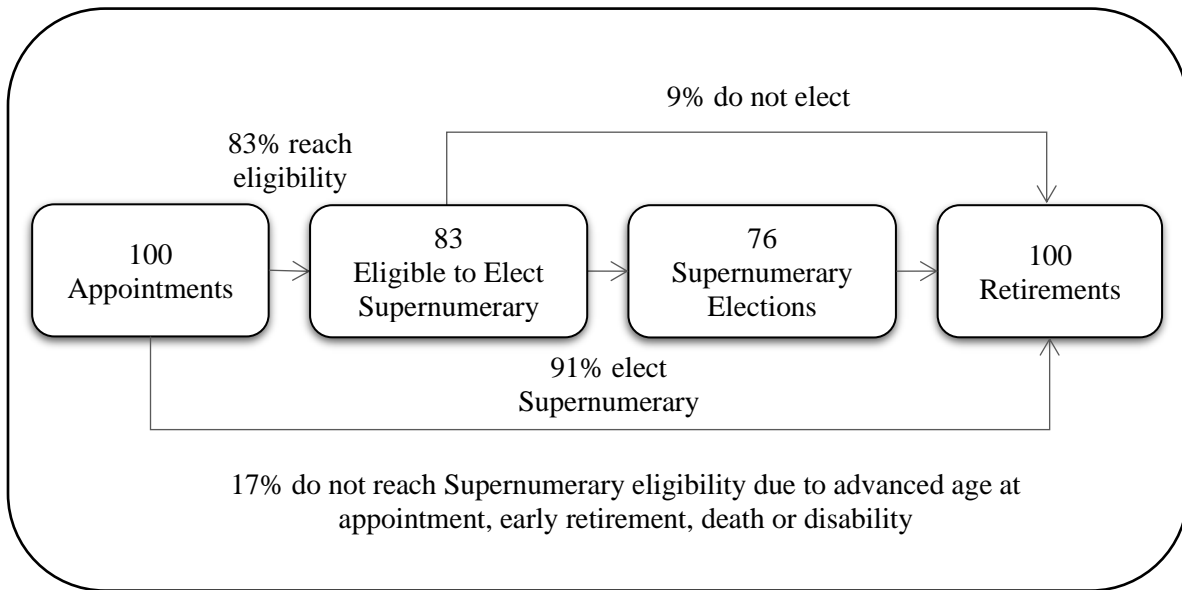 9% do not elect
83% reach
eligibility
100
Appointments
83
Eligible to Elect
Supernumerary
76
Supernumerary
Elections
100
Retirements
91% elect
Supernumerary
17% do not reach Supernumerary eligibility due to advanced age at
appointment, early retirement, death or disability